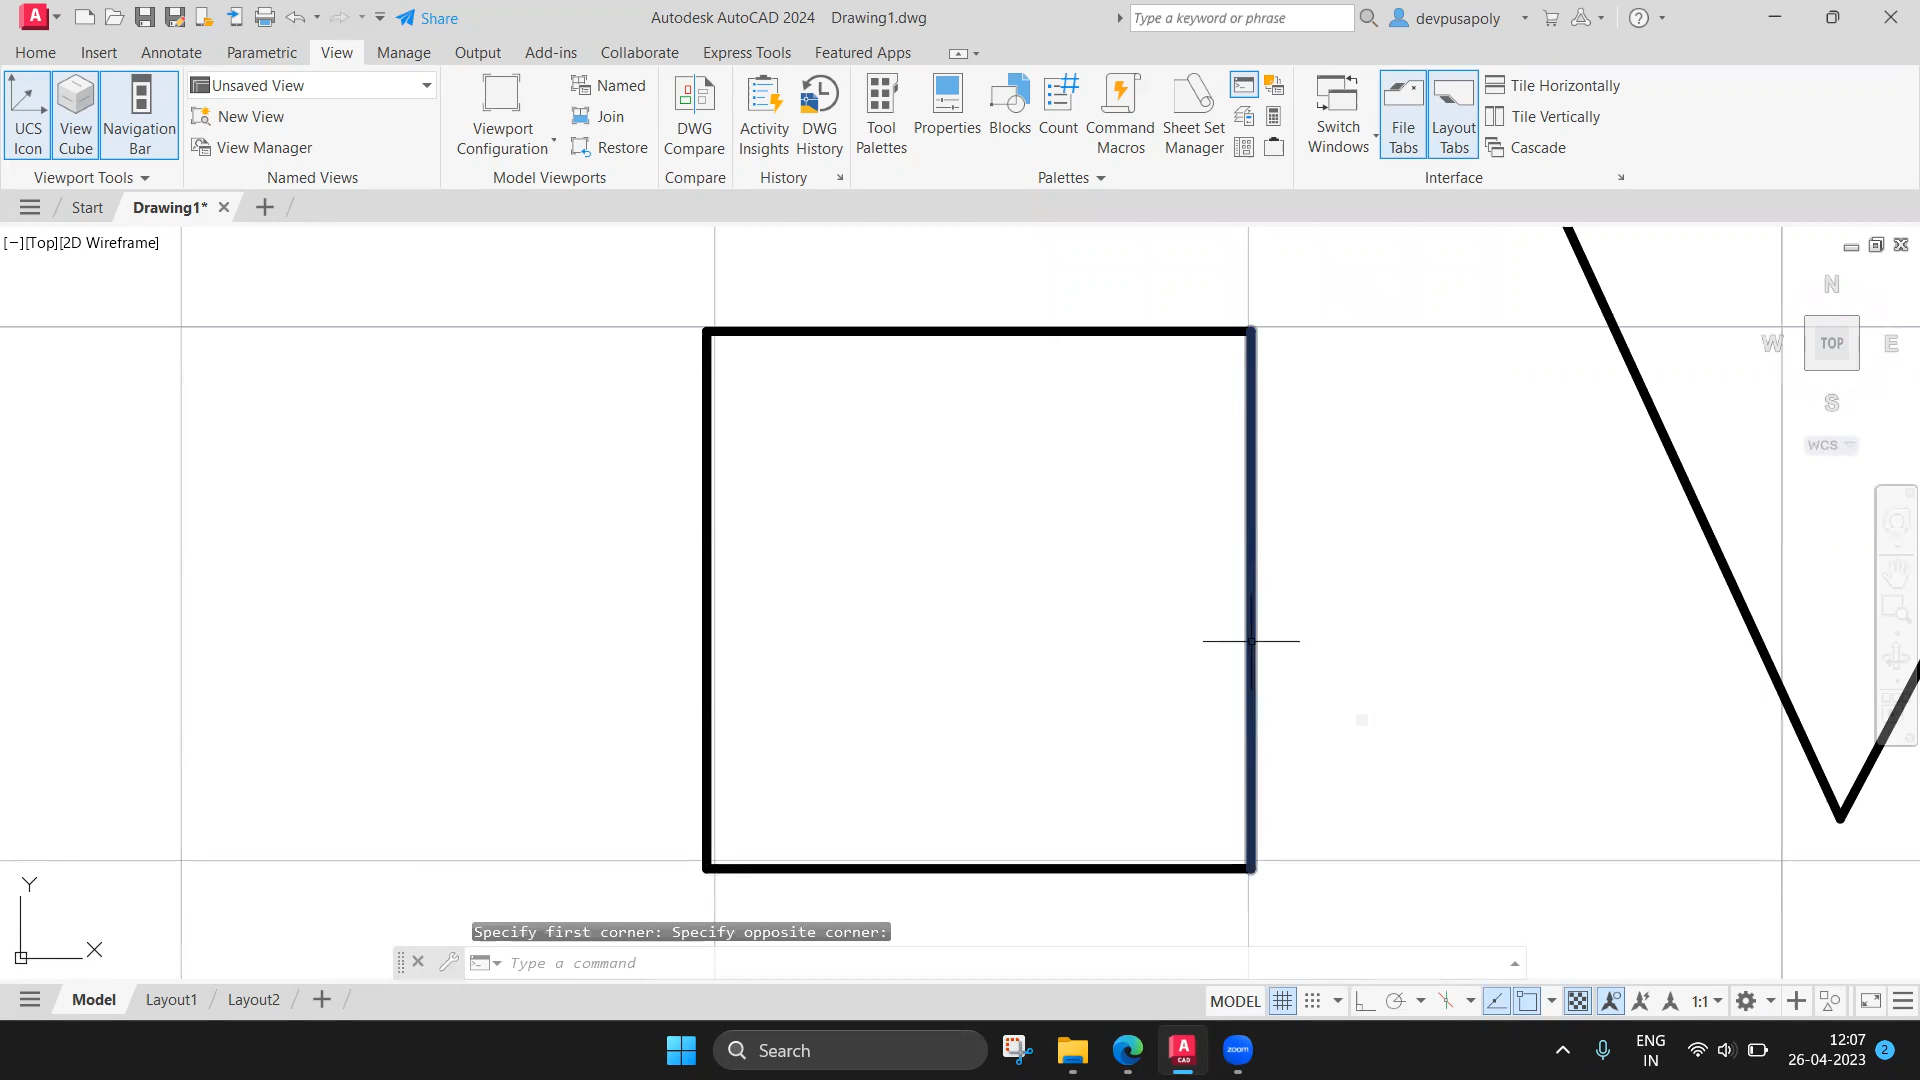 A CAD
Share
Autodesk AutoCAD 2024 Drawing1.dwg
Type a keyword or phrase
devpusapoly
Home Insert Annotate Parametric View Manage Output Add-ins Collaborate Express Tools Featured Apps
UCS Icon
View Cube
Navigation Bar
Viewport Tools
Unsaved View
New View
View Manager
Named Views
Viewport Configuration
Named
Join
Restore
Model Viewports
DWG Compare
Compare
Activity Insights
DWG History
History
Tool Palettes
Properties
Blocks
Count
Command Macros
Sheet Set Manager
Palettes
Switch Windows
File Tabs
Layout Tabs
Tile Horizontally
Tile Vertically
Cascade
Interface
Start
Drawing1*
[−][Top][2D Wireframe]
N
W TOP E
S
WCS
Y
X
Specify first corner: Specify opposite corner:
Type a command
Model Layout1 Layout2
MODEL
1:1
Search
A CAD
zoom
ENG
IN
12:07
26-04-2023
2